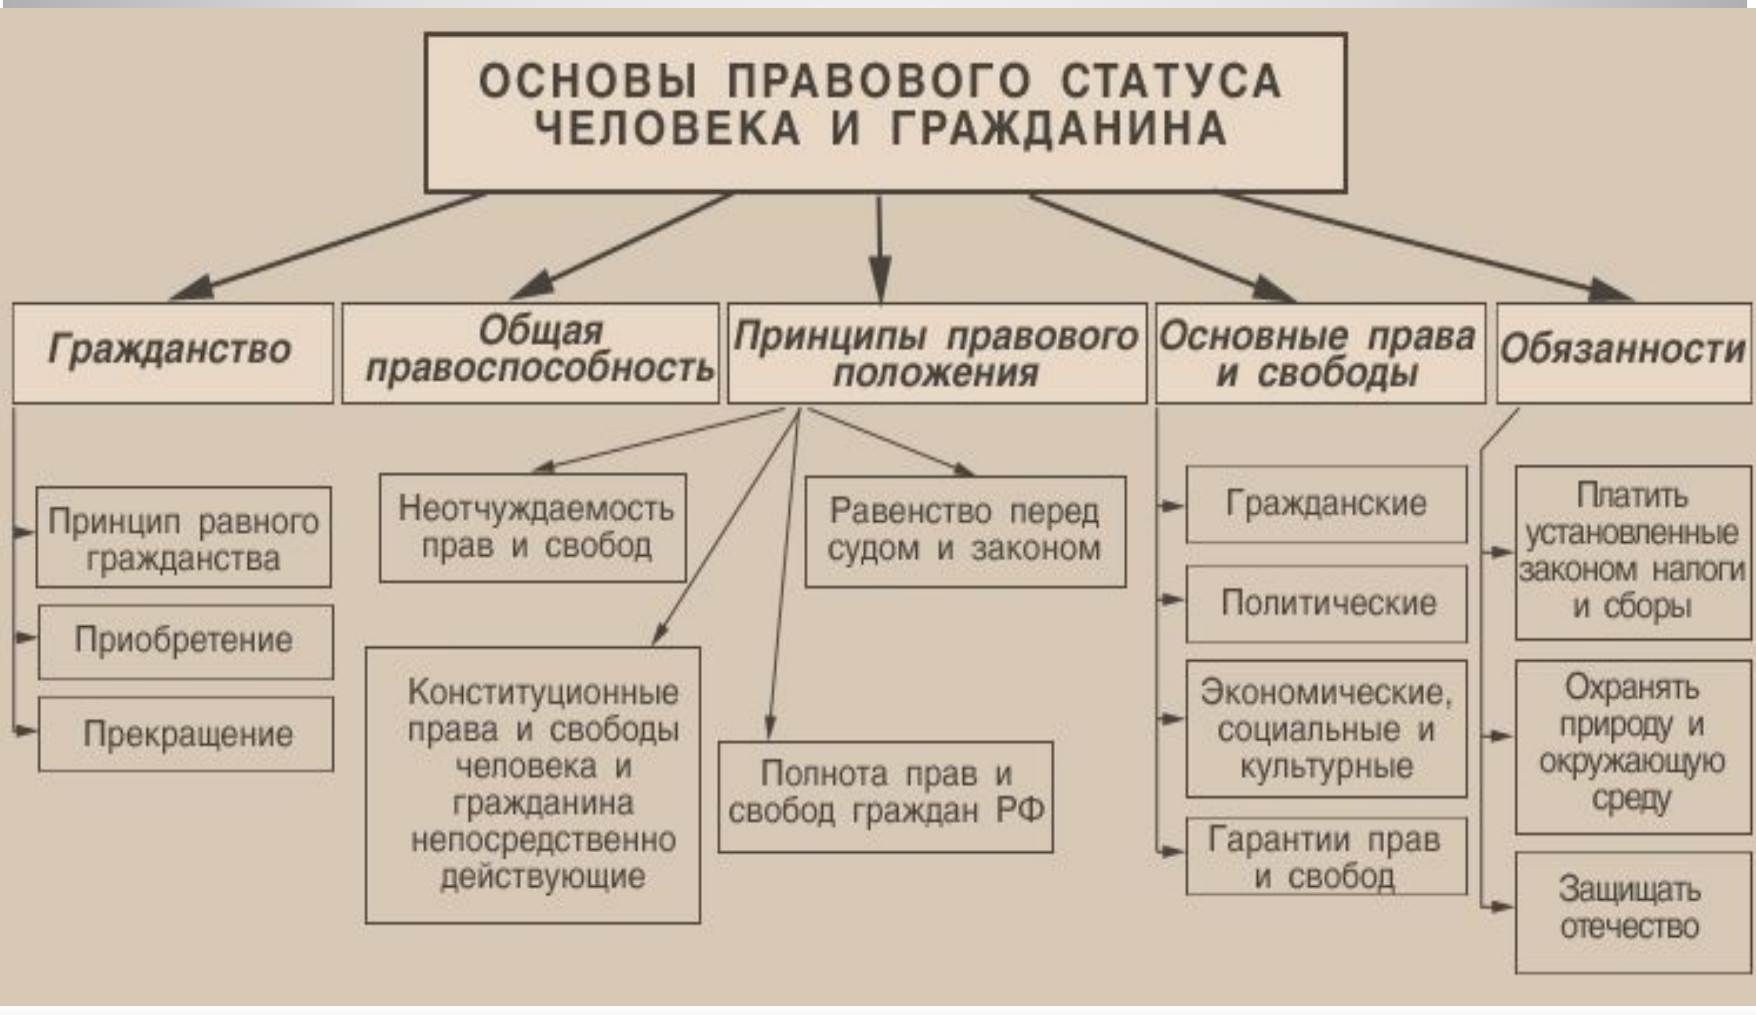 ОСНОВЫ ПРАВОВОГО СТАТУСА
ЧЕЛОВЕКА И ГРАЖДАНИНА
Гражданство
Общая
правоспособность
Принципы правового
положения
Основные права
и свободы
Обязанности
Принцип равного
гражданства
Приобретение
Прекращение
Неотчуждаемость
прав и свобод
Равенство перед
судом и законом
Конституционные
права и свободы
человека и
гражданина
непосредственно
действующие
Полнота прав и
свобод граждан РФ
Гражданские
Политические
Экономические,
социальные и
культурные
Гарантии прав
и свобод
Платить
установленные
законом налоги
и сборы
Охранять
природу и
окружающую
среду
Защищать
отечество